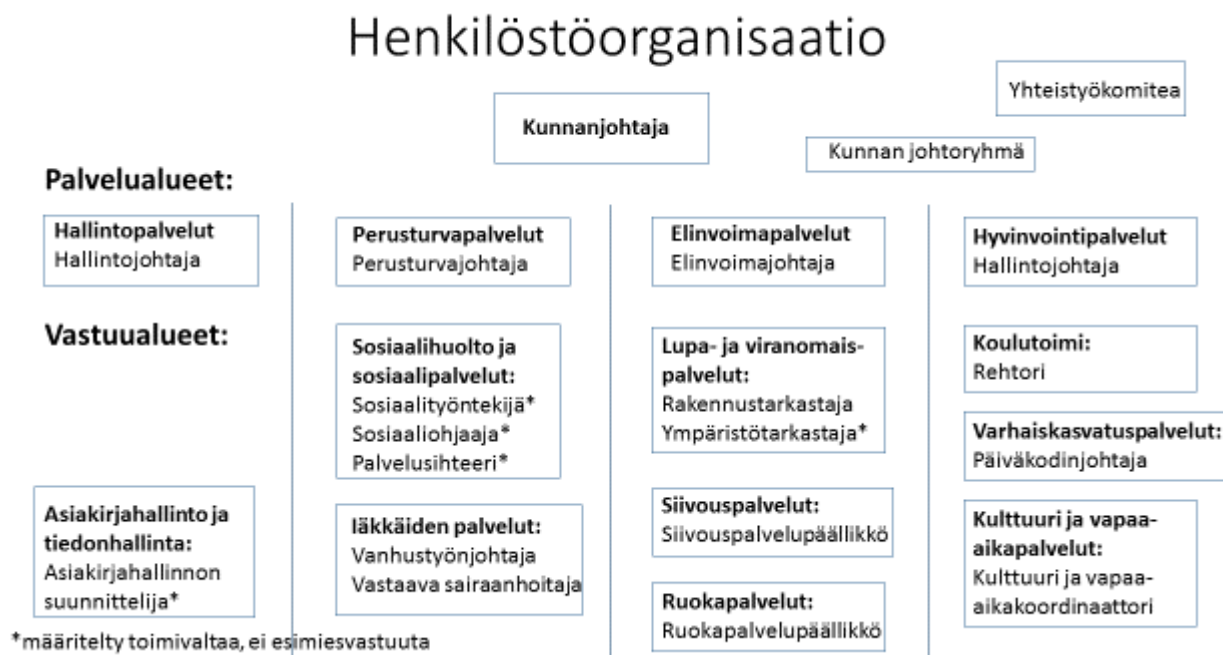 Henkilöstöorganisaatio
Yhteistyökomitea
Kunnanjohtaja
Kunnan johtoryhmä
Palvelualueet:
Hallintopalvelut
Hallintojohtaja
Perusturvapalvelut
Perusturvajohtaja
Elinvoimapalvelut
Elinvoimajohtaja
Hyvinvointipalvelut
Hallintojohtaja
Vastuualueet:
Asiakirjahallinto ja
tiedonhallinta:
Asiakirjahallinnon
suunnittelija*
Sosiaalihuolto ja
sosiaalipalvelut:
Sosiaalityöntekijä*
Sosiaaliohjaaja*
Palvelusihteeri*
Iäkkäiden palvelut:
Vanhustyönjohtaja
Vastaava sairaanhoitaja
Lupa- ja viranomais-
palvelut:
Rakennustarkastaja
Ympäristötarkastaja*
Siivouspalvelut:
Siivouspalvelupäällikkö
Ruokapalvelut:
Ruokapalvelupäällikkö
Koulutoimi:
Rehtori
Varhaiskasvatuspalvelut:
Päiväkodinjohtaja
Kulttuuri ja vapaa-
aikapalvelut:
Kulttuuri ja vapaa-
aikakoordinaattori
*määritelty toimivaltaa, ei esimiesvastuuta